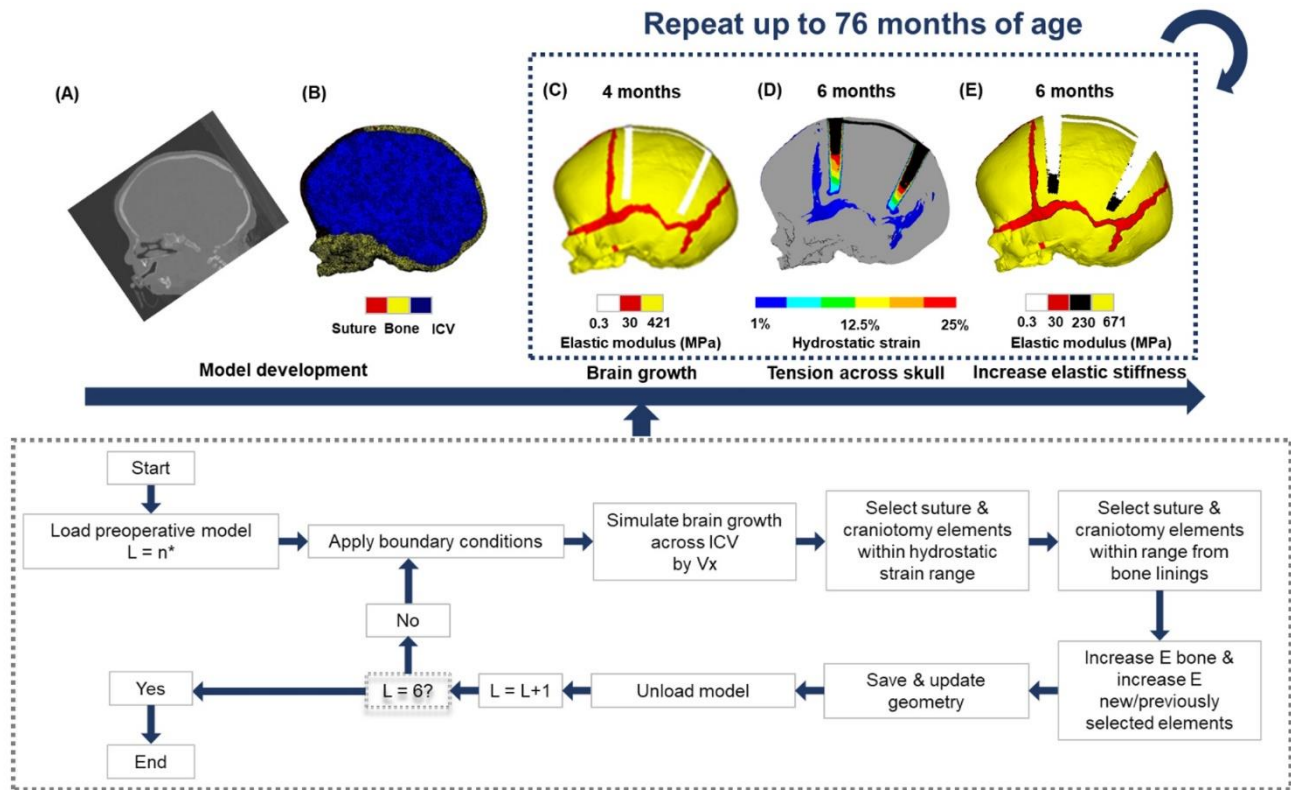 Repeat up to 76 months of age
(A)
(B)
(C)
4 months
(D)
6 months
(E)
6 months
Suture Bone ICV
0.3 30 421
Elastic modulus (MPa)
1% 12.5% 25%
Hydrostatic strain
0.3 30 230 671
Elastic modulus (MPa)
Model development
Brain growth
Tension across skull
Increase elastic stiffness
Start
Load preoperative model
L = n*
Apply boundary conditions
Simulate brain growth
across ICV
by Vx
Select suture &
craniotomy elements
within hydrostatic
strain range
Select suture &
craniotomy elements
within range from
bone linings
Increase E bone &
increase E
new/previously
selected elements
Save & update
geometry
Unload model
L = L+1
L = 6?
No
Yes
End